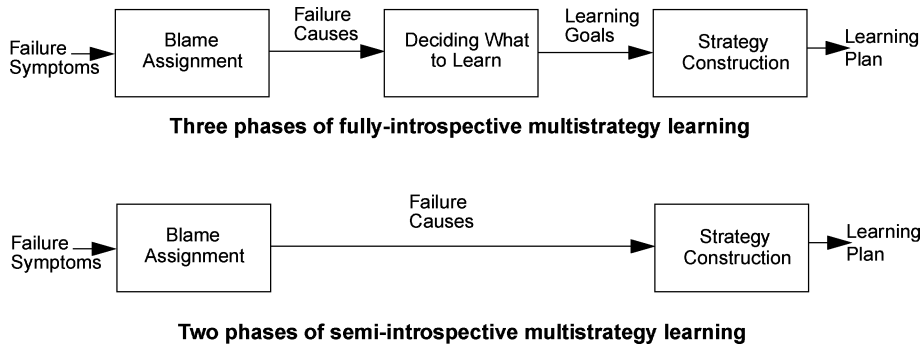 Failure
Symptoms
Blame
Assignment
Failure
Causes
Deciding What
to Learn
Learning
Goals
Strategy
Construction
Learning
Plan
Three phases of fully-introspective multistrategy learning
Failure
Symptoms
Blame
Assignment
Failure
Causes
Strategy
Construction
Learning
Plan
Two phases of semi-introspective multistrategy learning